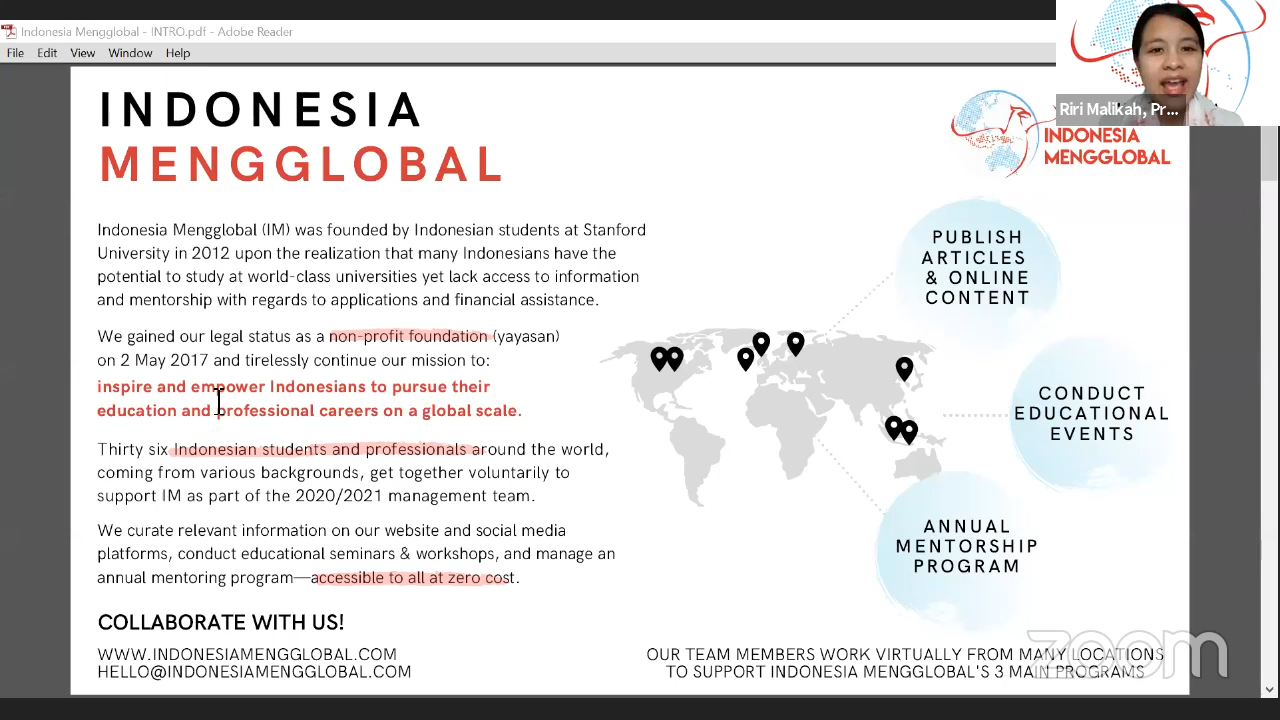 Indonesia Mengglobal - INTRO.pdf - Adobe Reader
File Edit View Window Help
Riri Malikah, Pr...
INDONESIA
MENGGLOBAL
INDONESIA
MENGGLOBAL
Indonesia Mengglobal (IM) was founded by Indonesian students at Stanford
University in 2012 upon the realization that many Indonesians have the
potential to study at world-class universities yet lack access to information
and mentorship with regards to applications and financial assistance.
We gained our legal status as a non-profit foundation (yayasan)
on 2 May 2017 and tirelessly continue our mission to:
inspire and empower Indonesians to pursue their
education and professional careers on a global scale.
Thirty six Indonesian students and professionals around the world,
coming from various backgrounds, get together voluntarily to
support IM as part of the 2020/2021 management team.
We curate relevant information on our website and social media
platforms, conduct educational seminars & workshops, and manage an
annual mentoring program—accessible to all at zero cost.
COLLABORATE WITH US!
WWW.INDONESIAMENGGLOBAL.COM
HELLO@INDONESIAMENGGLOBAL.COM
PUBLISH
ARTICLES
& ONLINE
CONTENT
CONDUCT
EDUCATIONAL
EVENTS
ANNUAL
MENTORSHIP
PROGRAM
OUR TEAM MEMBERS WORK VIRTUALLY FROM MANY LOCATIONS
TO SUPPORT INDONESIA MENGGLOBAL'S 3 MAIN PROGRAMS
zoom